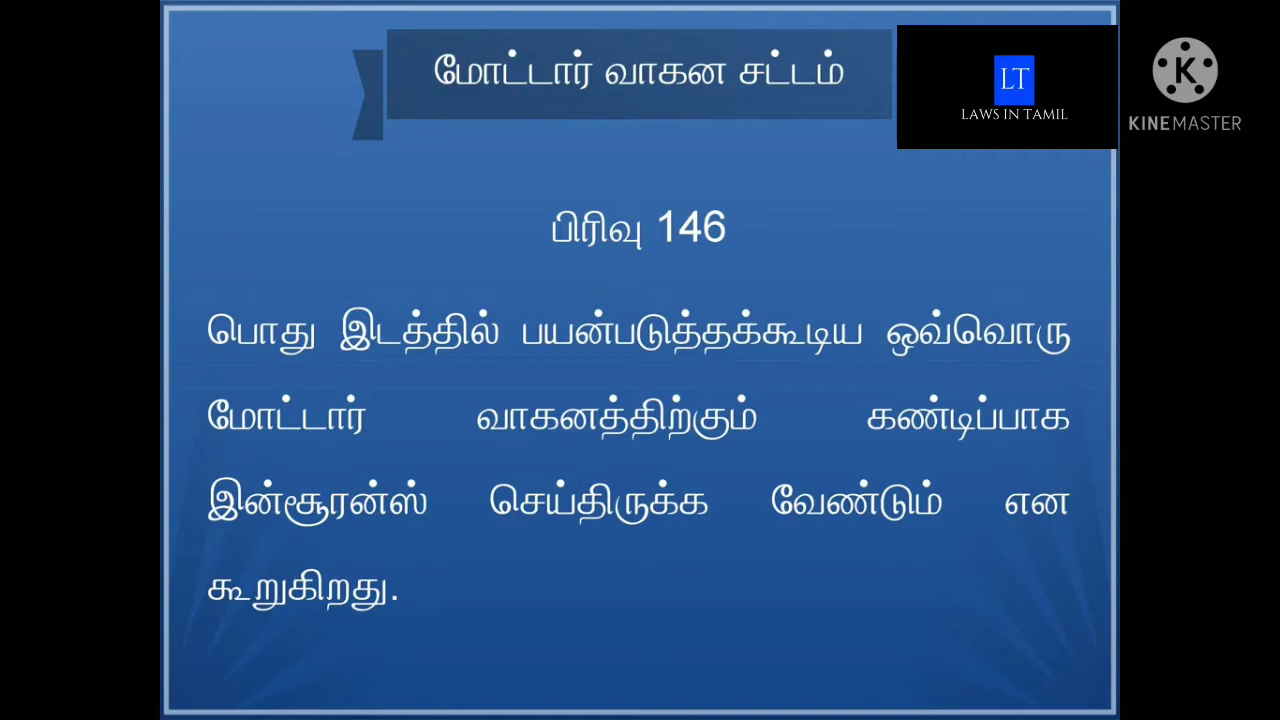 மோட்டார் வாகன சட்டம்
LT
LAWS IN TAMIL
K
KINEMASTER
பிரிவு 146
பொது இடத்தில் பயன்படுத்தக்கூடிய ஒவ்வொரு
மோட்டார் வாகனத்திற்கும் கண்டிப்பாக
இன்சூரன்ஸ் செய்திருக்க வேண்டும் என
கூறுகிறது.